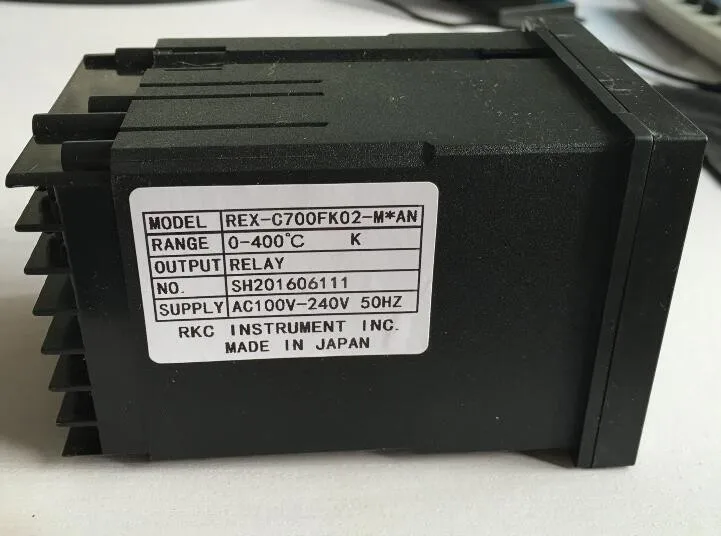 MODEL REX-C700FK02-M*AN
RANGE 0-400℃ K
OUTPUT RELAY
NO. SH201606111
SUPPLY AC100V-240V 50HZ
RKC INSTRUMENT INC.
MADE IN JAPAN